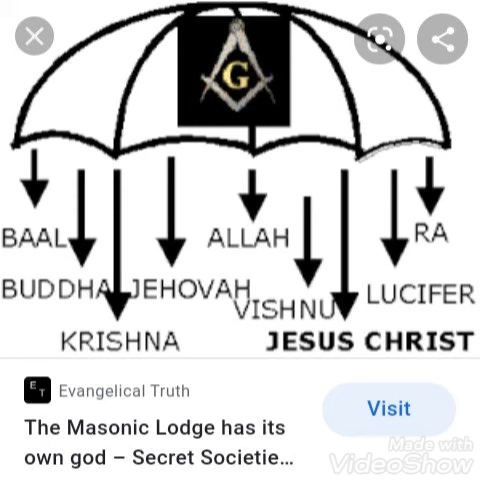 G
BAAL
ALLAH
RA
BUDDHA
JEHOVAH
VISHNU
LUCIFER
KRISHNA
JESUS CHRIST
E
T
Evangelical Truth
The Masonic Lodge has its
own god – Secret Societie...
Visit
Made with
VideoShow